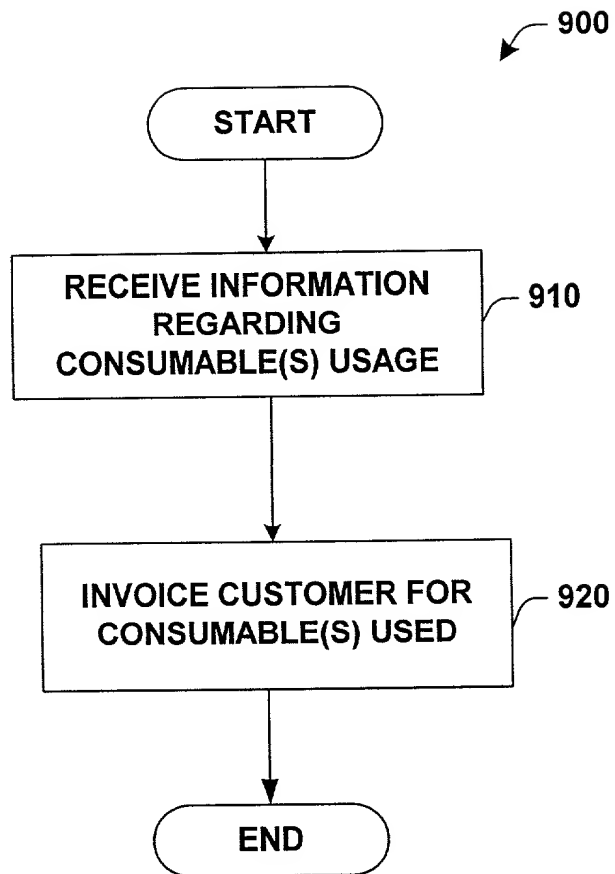 900
START
RECEIVE INFORMATION
REGARDING
CONSUMABLE(S) USAGE
910
INVOICE CUSTOMER FOR
CONSUMABLE(S) USED
920
END